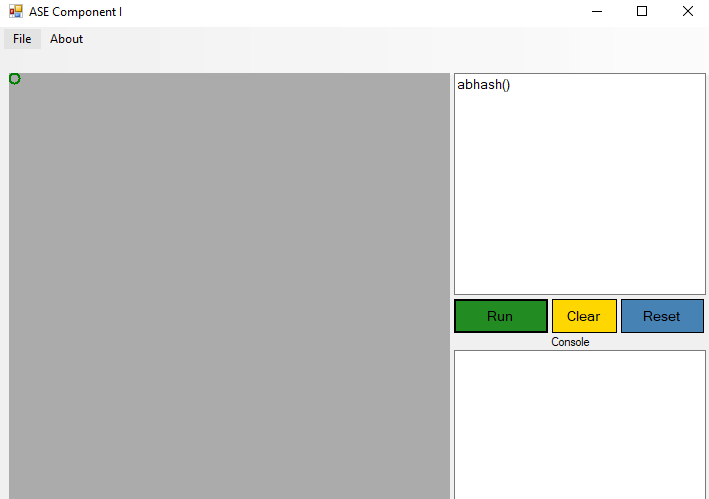 ASE Component I
File About
abhash()
Run Clear Reset
Console